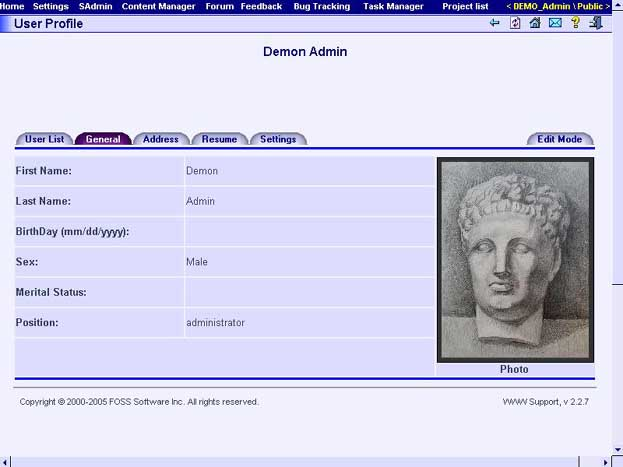 Home Settings SAdmin Content Manager Forum Feedback Bug Tracking Task Manager Project list < DEMO_Admin \ Public >
User Profile
Demon Admin
User List General Address Resume Settings Edit Mode
First Name: Demon
Last Name: Admin
BirthDay (mm/dd/yyyy):
Sex: Male
Merital Status:
Position: administrator
Photo
Copyright © 2000-2005 FOSS Software Inc. All rights reserved. WWW Support, v 2.2.7